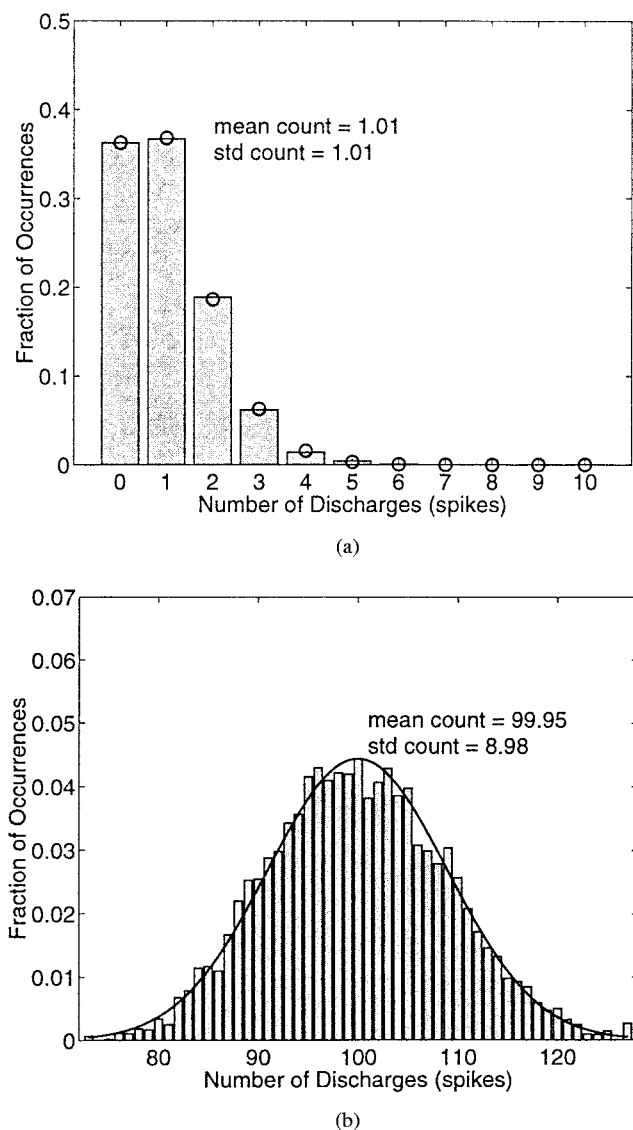 0.5
0.4
0.3
0.2
0.1
0
Fraction of Occurrences
mean count = 1.01
std count = 1.01
0 1 2 3 4 5 6 7 8 9 10
Number of Discharges (spikes)
(a)
0.07
0.06
0.05
0.04
0.03
0.02
0.01
0
Fraction of Occurrences
mean count = 99.95
std count = 8.98
80 90 100 110 120
Number of Discharges (spikes)
(b)